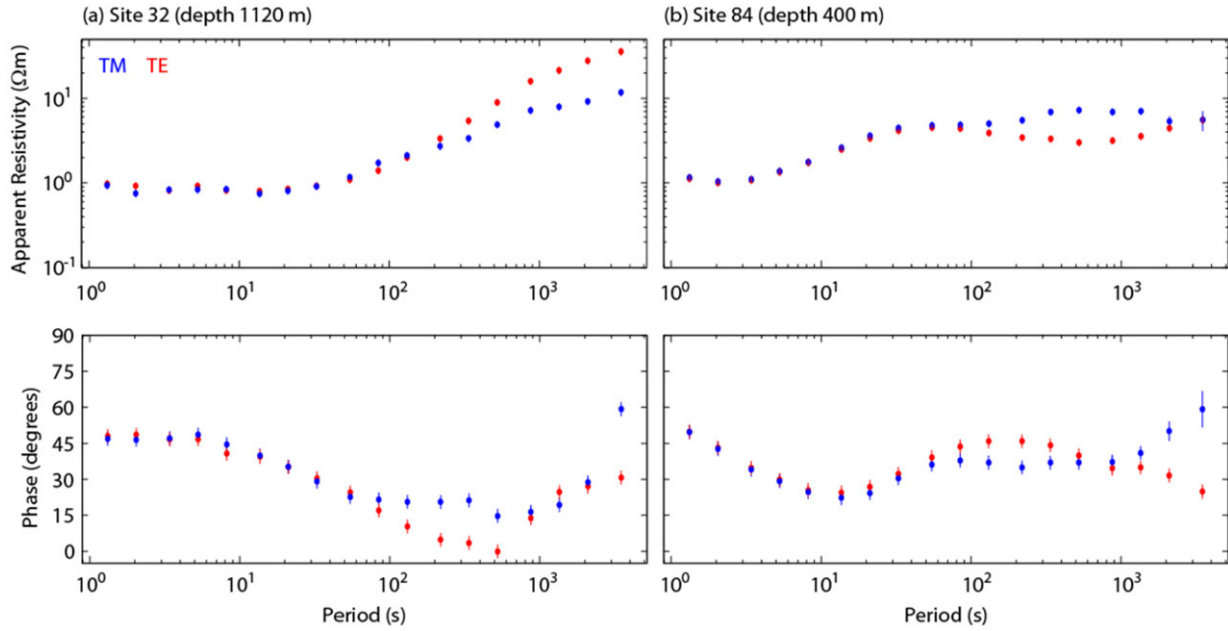 (a) Site 32 (depth 1120 m)
(b) Site 84 (depth 400 m)
TM TE
Apparent Resistivity (Ωm)
10¹
10⁰
10⁻¹
10⁰ 10¹ 10² 10³
10⁰ 10¹ 10² 10³
Phase (degrees)
90
75
60
45
30
15
0
10⁰ 10¹ 10² 10³
10⁰ 10¹ 10² 10³
Period (s)
Period (s)